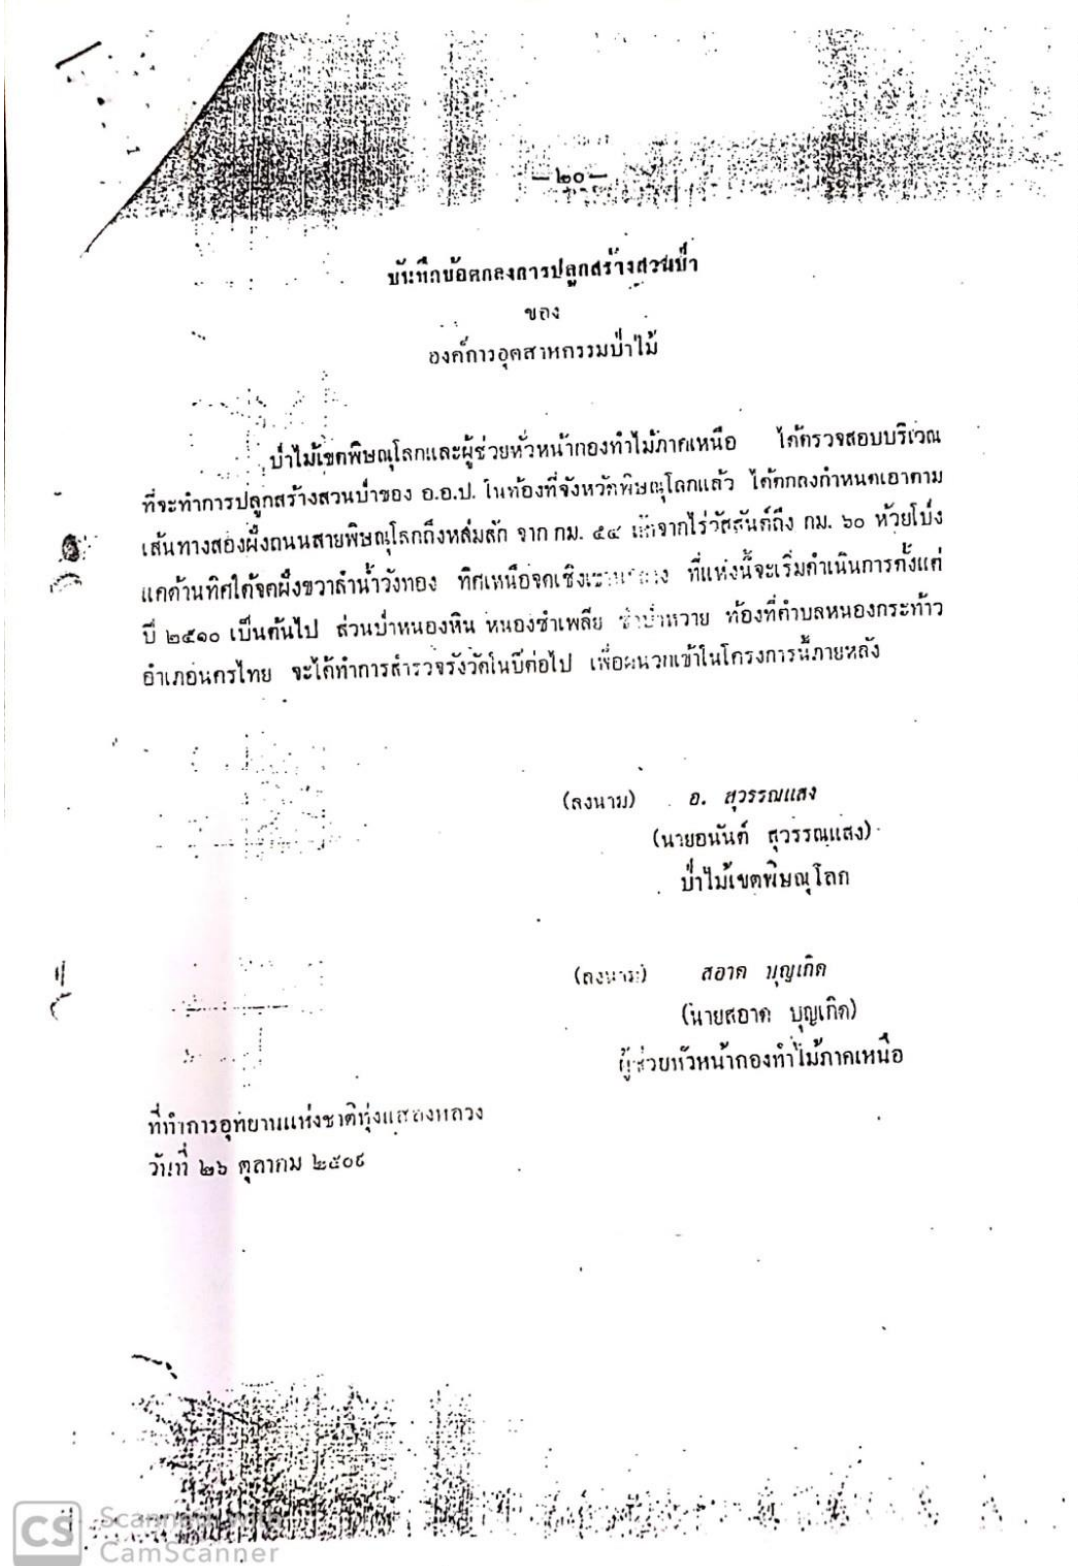 — ๒๐ —
บันทึกข้อตกลงการปลูกสร้างสวนป่า
ของ
องค์การอุตสาหกรรมป่าไม้
ป่าไม้เขตพิษณุโลกและผู้ช่วยหัวหน้ากองทำไม้ภาคเหนือ ได้ตรวจสอบบริเวณ
ที่จะทำการปลูกสร้างสวนป่าของ อ.อ.ป. ในท้องที่จังหวัดพิษณุโลกแล้ว ได้ตกลงกำหนดเอาตาม
เส้นทางสองฝั่งถนนสายพิษณุโลกถึงหล่มสัก จาก กม. ๕๔ ถัดจากไร่วัสสันต์ถึง กม. ๖๐ ห้วยโป่ง
แดด้านทิศใต้จดฝั่งขวาลำน้ำวังทอง ทิศเหนือจดเชิงเขา ที่แห่งนี้จะเริ่มดำเนินการตั้งแต่
ปี ๒๕๑๐ เป็นต้นไป ส่วนป่าหนองหิน หนองซำเพลีย ซำป่าหวาย ท้องที่ตำบลหนองกระท้าว
อำเภอนครไทย จะได้ทำการสำรวจรังวัดในปีต่อไป เพื่อผนวกเข้าในโครงการนี้ภายหลัง
(ลงนาม) อ. สุวรรณแสง
(นายอนันต์ สุวรรณแสง)
ป่าไม้เขตพิษณุโลก
(ลงนาม) สอาด บุญเกิด
(นายสอาด บุญเกิด)
ผู้ช่วยหัวหน้ากองทำไม้ภาคเหนือ
ที่ทำการอุทยานแห่งชาติทุ่งแสลงหลวง
วันที่ ๒๖ ตุลาคม ๒๕๐๙
CS Scanned with
CamScanner